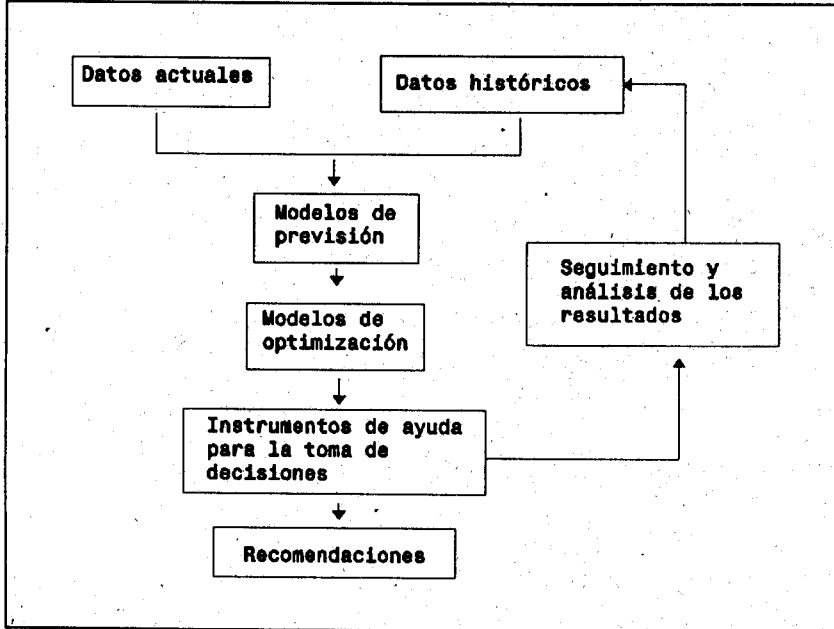 Datos actuales
Datos históricos
Modelos de
previsión
Seguimiento y
análisis de los
resultados
Modelos de
optimización
Instrumentos de ayuda
para la toma de
decisiones
Recomendaciones